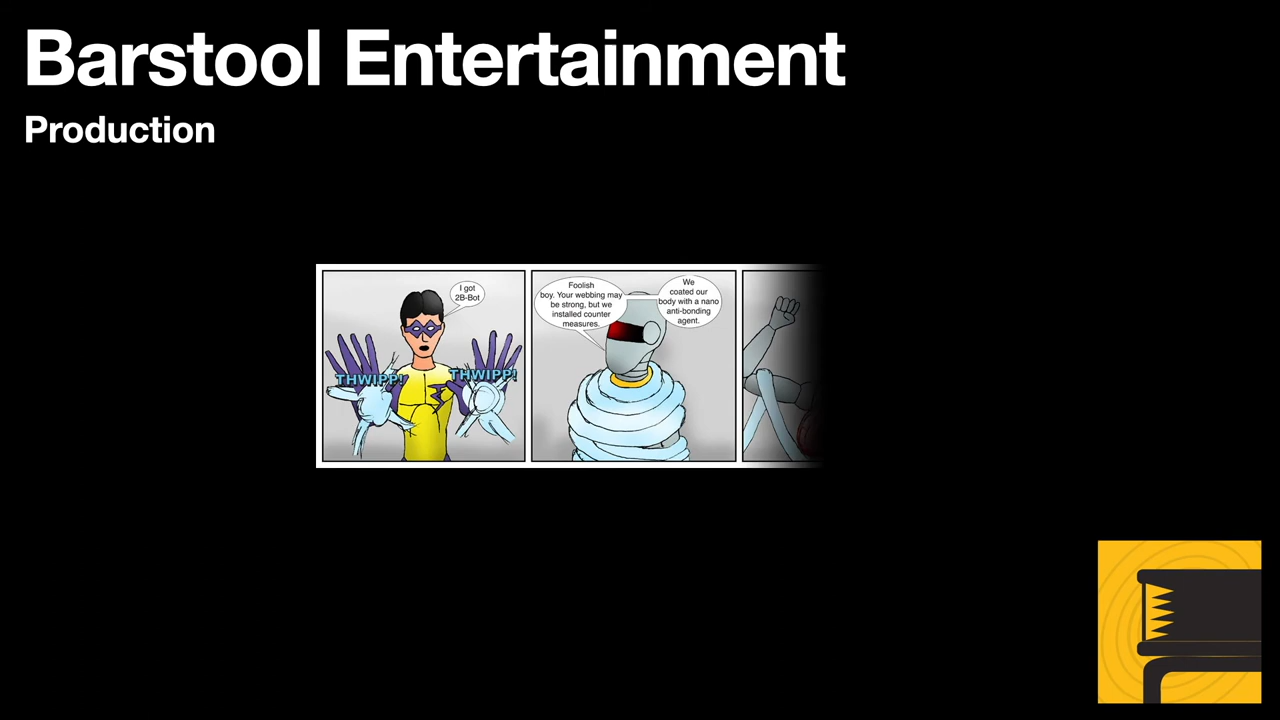 Barstool Entertainment
Production
I got
2B-Bot
THWIPP!
THWIPP!
Foolish
boy. Your webbing may
be strong, but we
installed counter
measures.
We
coated our
body with a nano
anti-bonding
agent.